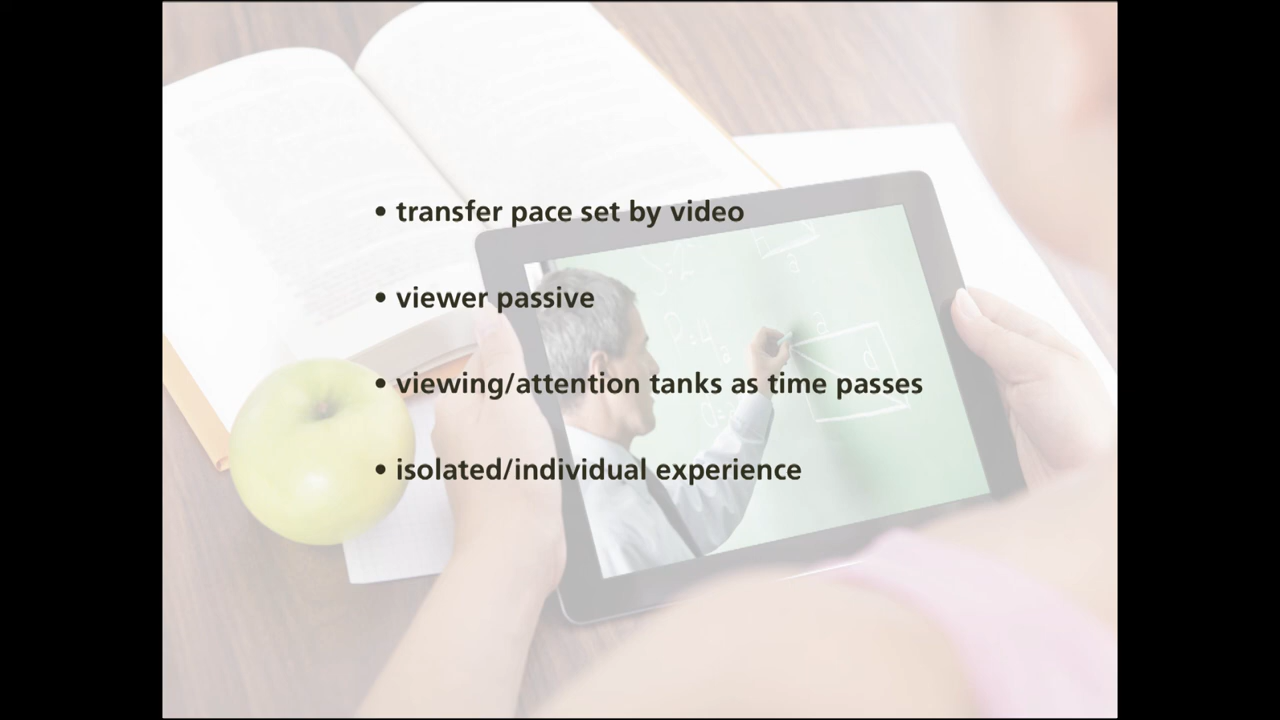 • transfer pace set by video
• viewer passive
• viewing/attention tanks as time passes
• isolated/individual experience